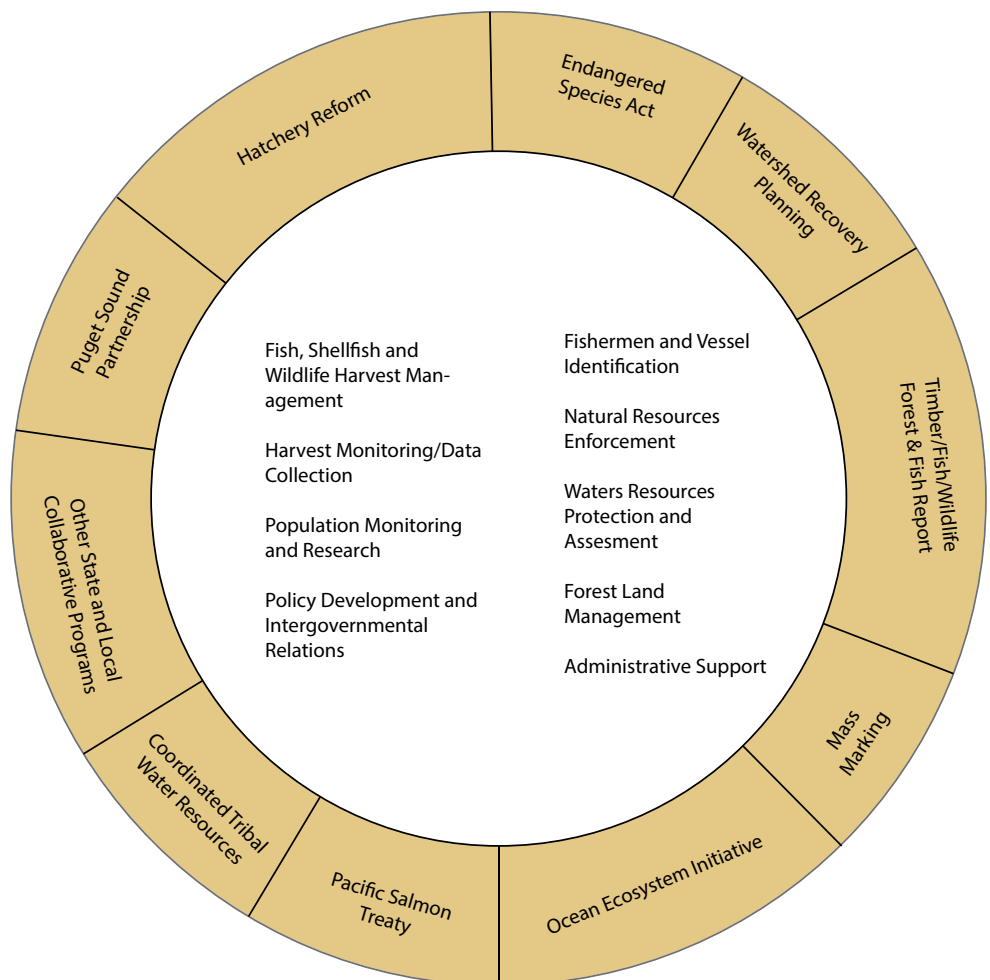 Endangered
Species Act
Watershed Recovery
Planning
Timber/Fish/Wildlife
Forest & Fish Report
Mass
Marking
Ocean Ecosystem Initiative
Pacific Salmon
Treaty
Coordinated Tribal
Water Resources
Other State and Local
Collaborative Programs
Puget Sound
Partnership
Hatchery Reform
Fish, Shellfish and
Wildlife Harvest Man-
agement
Harvest Monitoring/Data
Collection
Population Monitoring
and Research
Policy Development and
Intergovernmental
Relations
Fishermen and Vessel
Identification
Natural Resources
Enforcement
Waters Resources
Protection and
Assesment
Forest Land
Management
Administrative Support